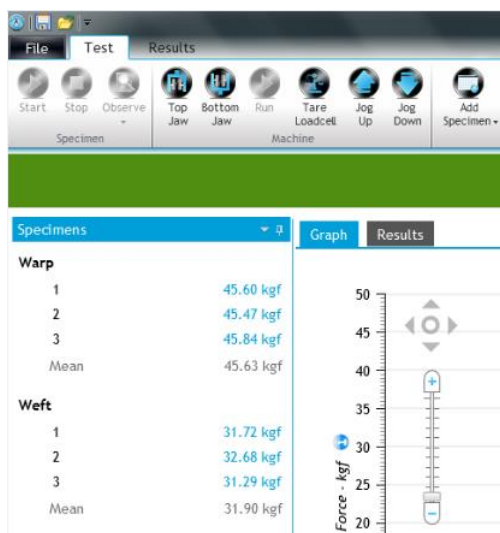 File Test Results
Start Stop Observe Top Jaw Bottom Jaw Run Tare Loadcell Jog Up Jog Down Add Specimen
Specimen Machine
Specimens
Graph Results
Warp
1 45.60 kgf
2 45.47 kgf
3 45.84 kgf
Mean 45.63 kgf
Weft
1 31.72 kgf
2 32.68 kgf
3 31.29 kgf
Mean 31.90 kgf
50
45
40
35
30
25
20
Force - kgf